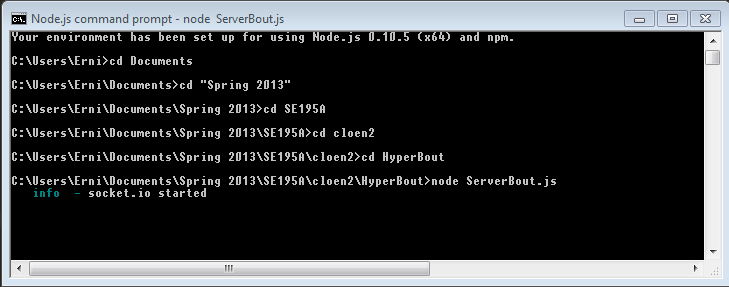 Node.js command prompt - node  ServerBout.js
Your environment has been set up for using Node.js 0.10.5 (x64) and npm.
C:\Users\Erni>cd Documents
C:\Users\Erni\Documents>cd "Spring 2013"
C:\Users\Erni\Documents\Spring 2013>cd SE195A
C:\Users\Erni\Documents\Spring 2013\SE195A>cd cloen2
C:\Users\Erni\Documents\Spring 2013\SE195A\cloen2>cd HyperBout
C:\Users\Erni\Documents\Spring 2013\SE195A\cloen2\HyperBout>node ServerBout.js
info  - socket.io started